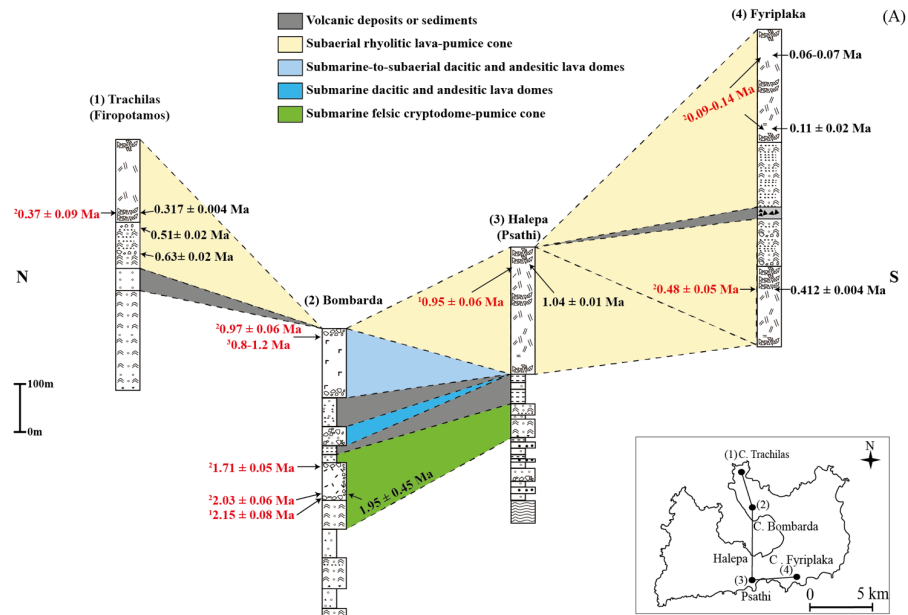 (A)
Volcanic deposits or sediments
Subaerial rhyolitic lava-pumice cone
Submarine-to-subaerial dacitic and andesitic lava domes
Submarine dacitic and andesitic lava domes
Submarine felsic cryptodome-pumice cone
(4) Fyriplaka
0.06-0.07 Ma
²0.09-0.14 Ma
0.11 ± 0.02 Ma
(1) Trachilas
(Firopotamos)
²0.37 ± 0.09 Ma
0.317 ± 0.004 Ma
0.51± 0.02 Ma
0.63± 0.02 Ma
N
(3) Halepa
(Psathi)
S
¹0.95 ± 0.06 Ma
1.04 ± 0.01 Ma
²0.48 ± 0.05 Ma
0.412 ± 0.004 Ma
(2) Bombarda
²0.97 ± 0.06 Ma
³0.8-1.2 Ma
100m
0m
²1.71 ± 0.05 Ma
²2.03 ± 0.06 Ma
¹2.15 ± 0.08 Ma
1.95 ± 0.45 Ma
N
(1) C. Trachilas
(2)
C. Bombarda
Halepa
C . Fyriplaka
(4)
(3)
Psathi
0 5 km